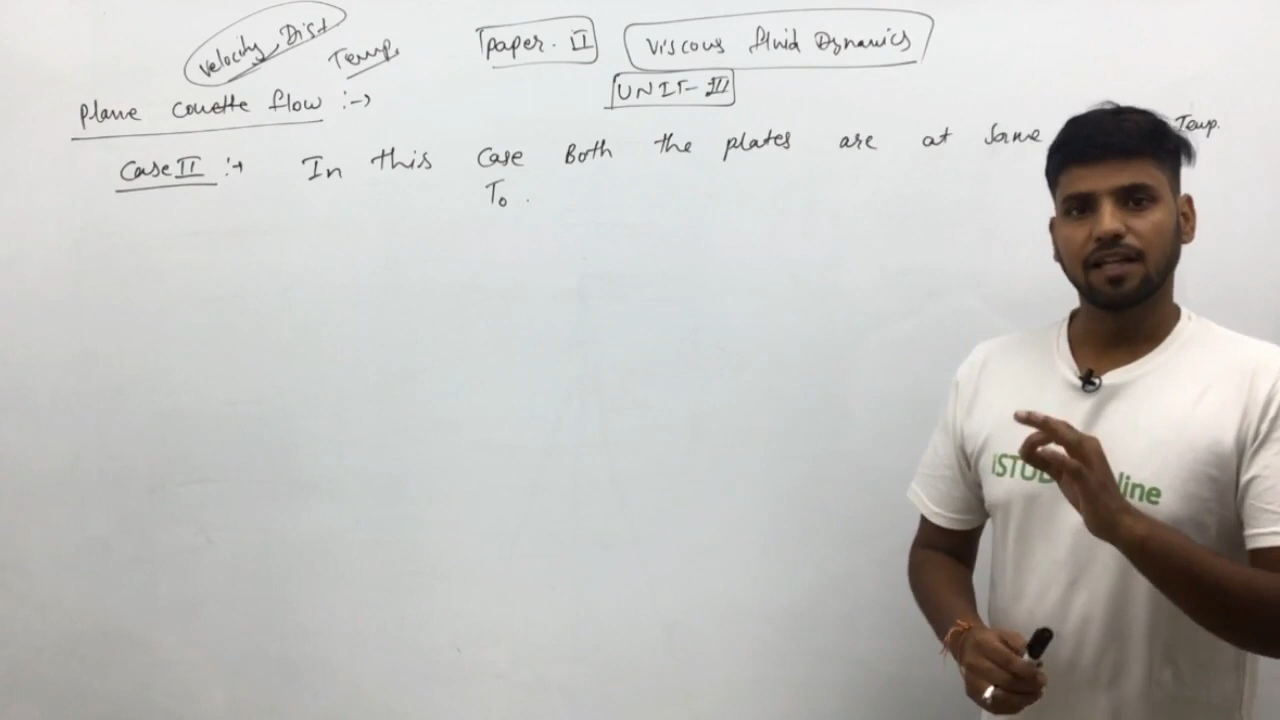 Velocity Dist
Temp.
Paper. II
Viscous fluid Dynamics
UNIT-III
Plane couette flow :->
Case II :-> In this Case Both the plates are at Same Temp.
T₀.